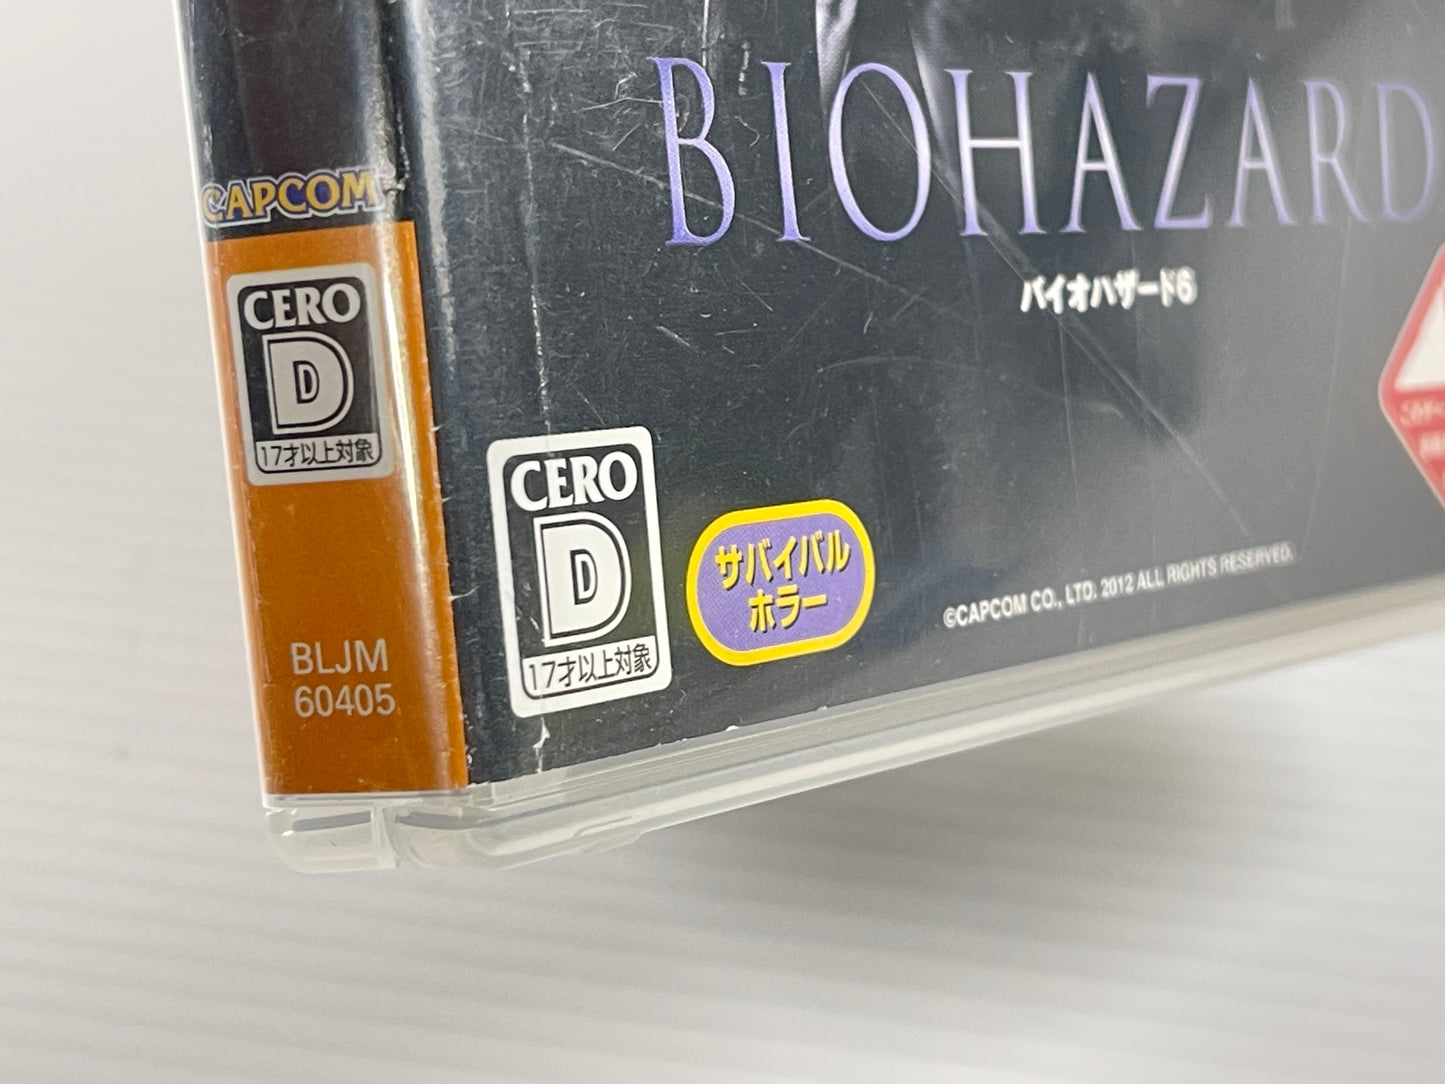 CAPCOM
CERO
D
17才以上対象
BLJM
60405
BIOHAZARD
バイオハザード6
CERO
D
17才以上対象
サバイバル
ホラー
©CAPCOM CO., LTD. 2012 ALL RIGHTS RESERVED.